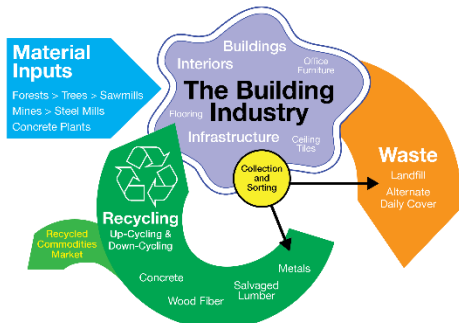 Material
Inputs
Forests > Trees > Sawmills
Mines > Steel Mills
Concrete Plants
Buildings
Interiors
Office
Furniture
The Building
Industry
Flooring
Infrastructure
Ceiling
Tiles
Collection
and
Sorting
Waste
Landfill
Alternate
Daily Cover
Recycling
Up-Cycling &
Down-Cycling
Recycled
Commodities
Market
Concrete
Wood Fiber
Salvaged
Lumber
Metals